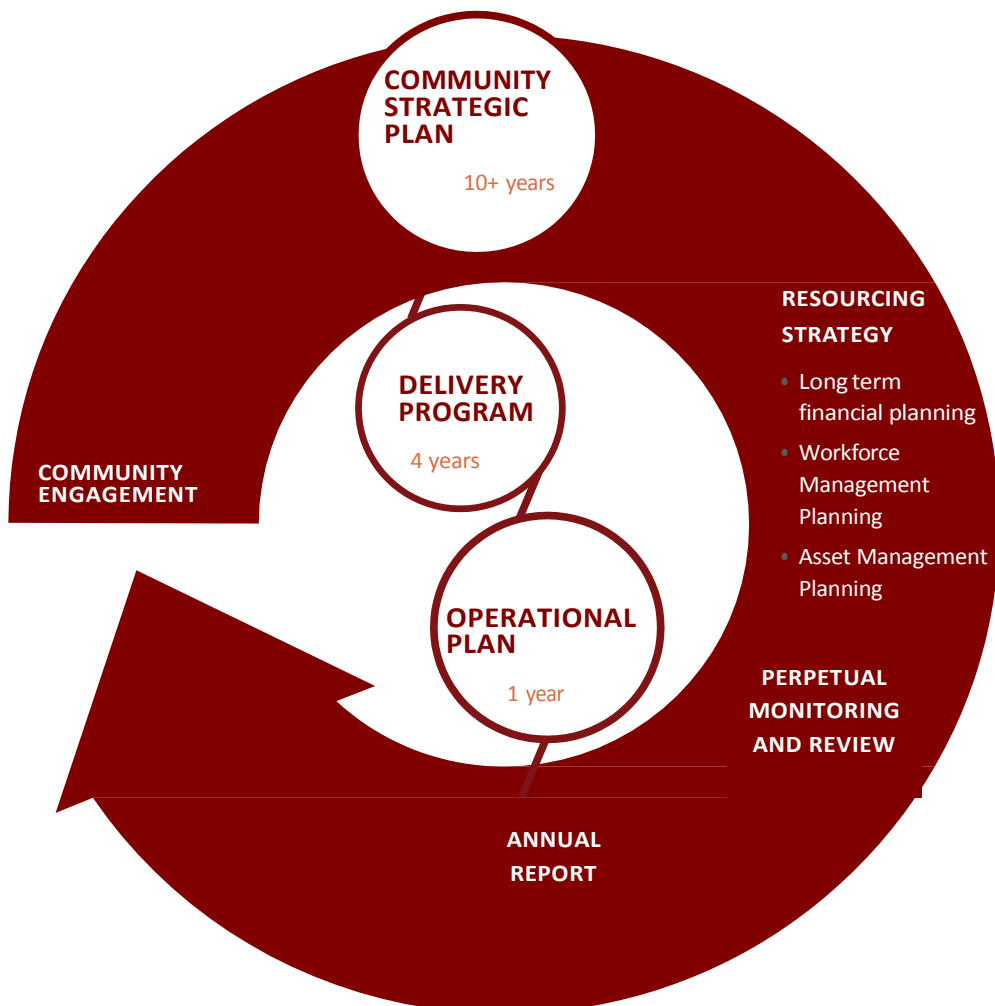 COMMUNITY
STRATEGIC
PLAN
10+ years
RESOURCING
STRATEGY
• Long term
financial planning
• Workforce
Management
Planning
• Asset Management
Planning
DELIVERY
PROGRAM
4 years
COMMUNITY
ENGAGEMENT
OPERATIONAL
PLAN
1 year
PERPETUAL
MONITORING
AND REVIEW
ANNUAL
REPORT